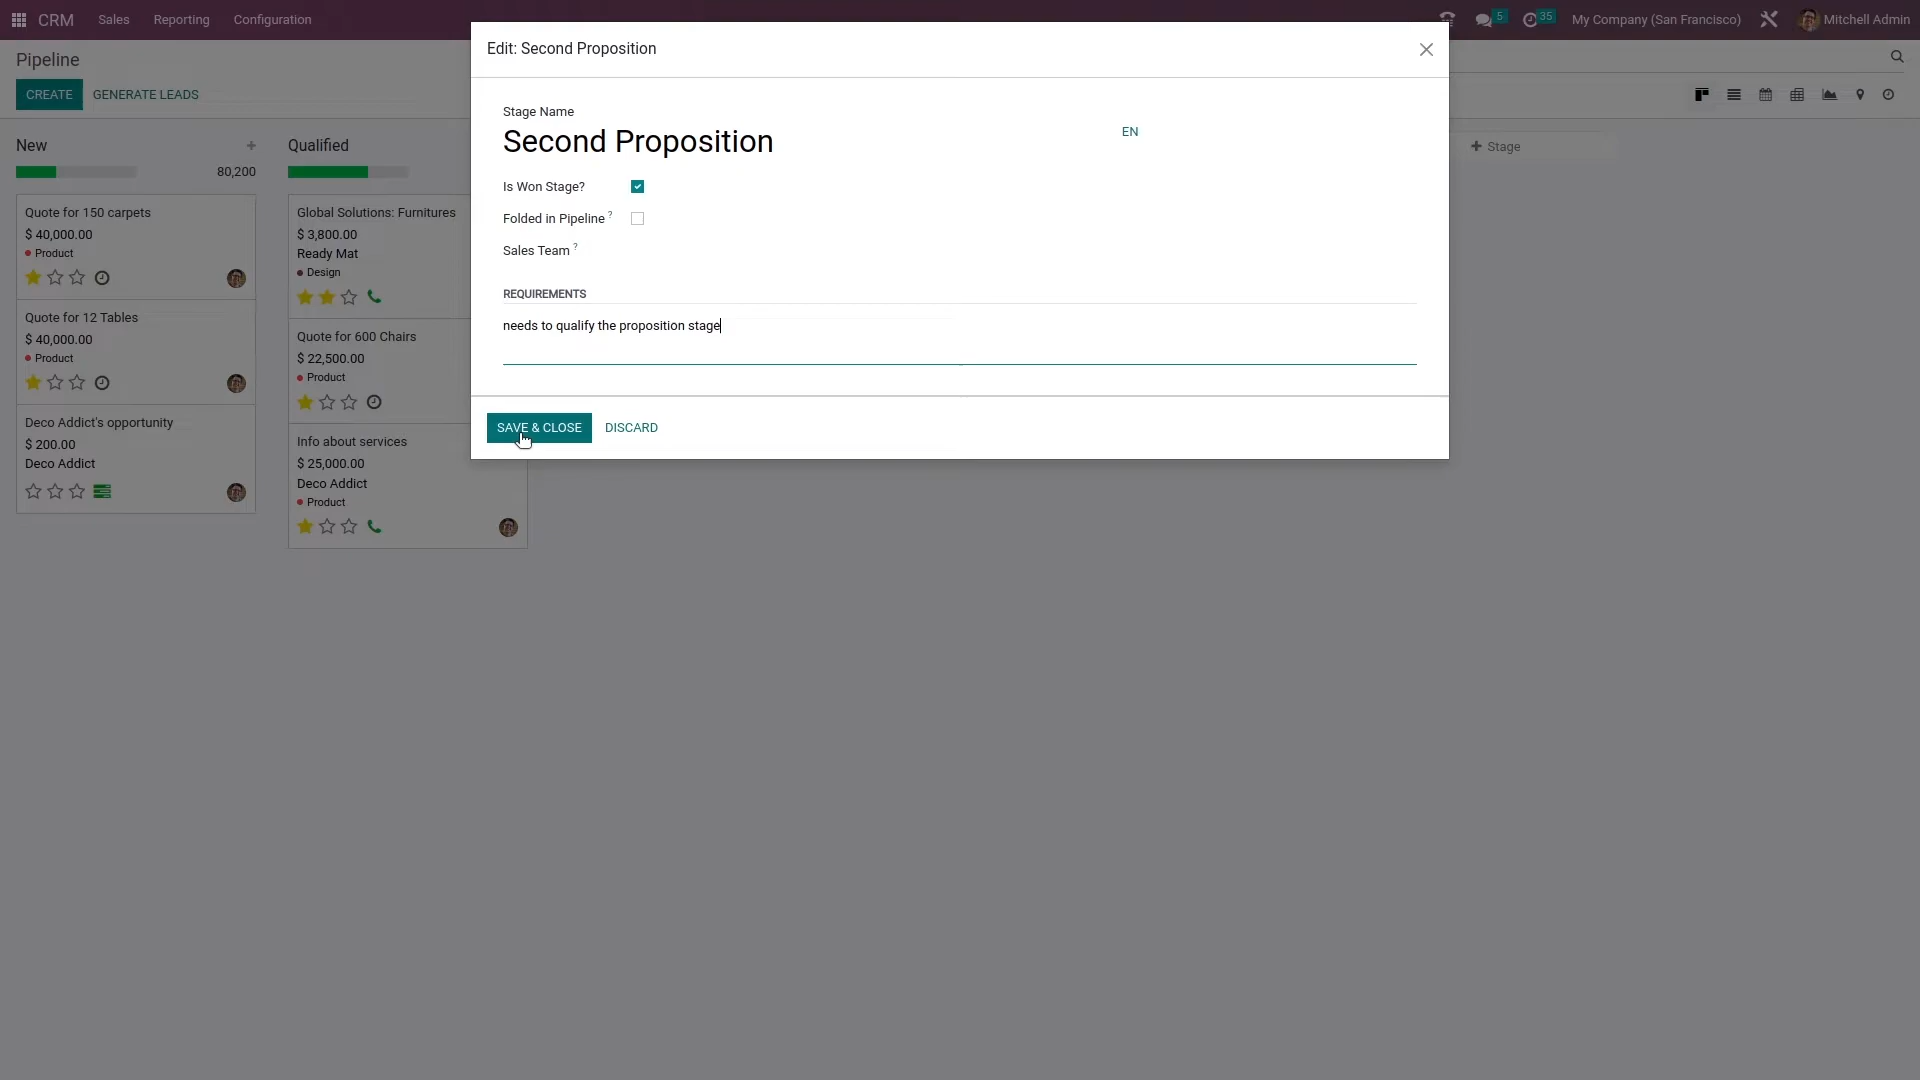 CRM Sales Reporting Configuration
5 35 My Company (San Francisco) Mitchell Admin
Pipeline
CREATE GENERATE LEADS
Edit: Second Proposition
Stage Name
Second Proposition
EN
Is Won Stage?
Folded in Pipeline ?
Sales Team ?
REQUIREMENTS
needs to qualify the proposition stage
SAVE & CLOSE DISCARD
New +
80,200
Quote for 150 carpets
$ 40,000.00
Product
Quote for 12 Tables
$ 40,000.00
Product
Deco Addict's opportunity
$ 200.00
Deco Addict
Qualified
Global Solutions: Furnitures
$ 3,800.00
Ready Mat
Design
Quote for 600 Chairs
$ 22,500.00
Product
Info about services
$ 25,000.00
Deco Addict
Product
+ Stage